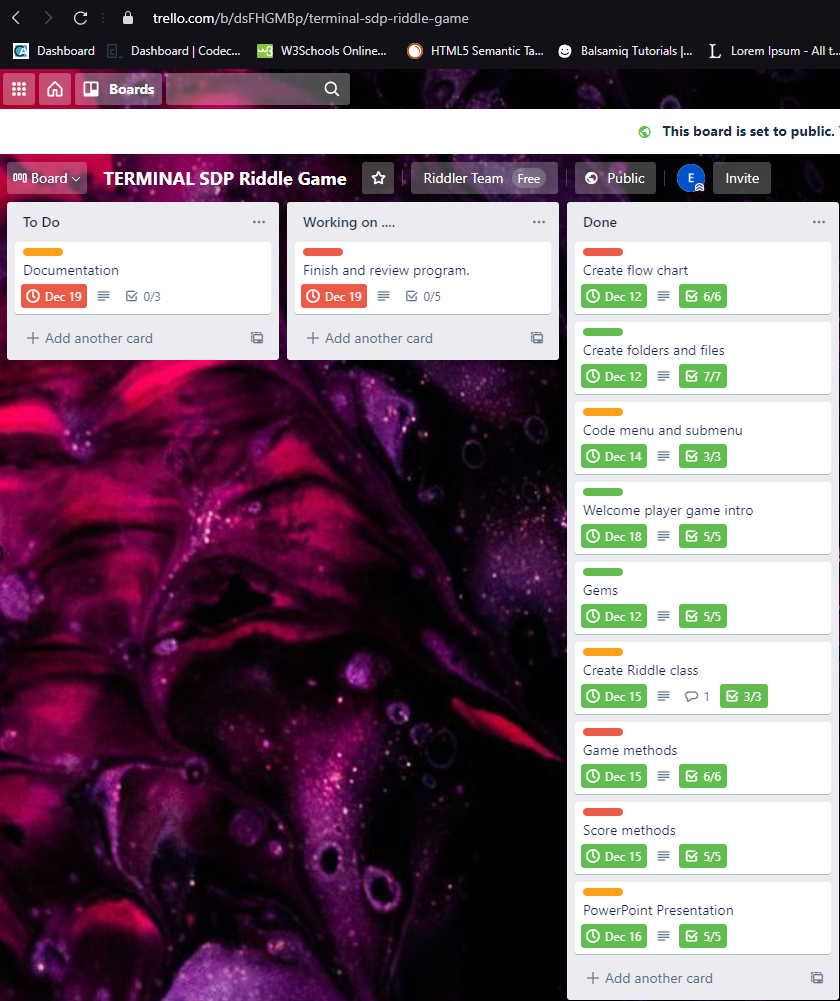 trello.com/b/dsFHGMBp/terminal-sdp-riddle-game
Dashboard
Dashboard | Codec...
W3Schools Online...
HTML5 Semantic Ta...
Balsamiq Tutorials |...
Lorem Ipsum - All t...
Boards
This board is set to public.
Board
TERMINAL SDP Riddle Game
Riddler Team Free
Public
E
Invite
To Do
Documentation
Dec 19 0/3
+ Add another card
Working on ....
Finish and review program.
Dec 19 0/5
+ Add another card
Done
Create flow chart
Dec 12 6/6
Create folders and files
Dec 12 7/7
Code menu and submenu
Dec 14 3/3
Welcome player game intro
Dec 18 5/5
Gems
Dec 12 5/5
Create Riddle class
Dec 15 1 3/3
Game methods
Dec 15 6/6
Score methods
Dec 15 5/5
PowerPoint Presentation
Dec 16 5/5
+ Add another card